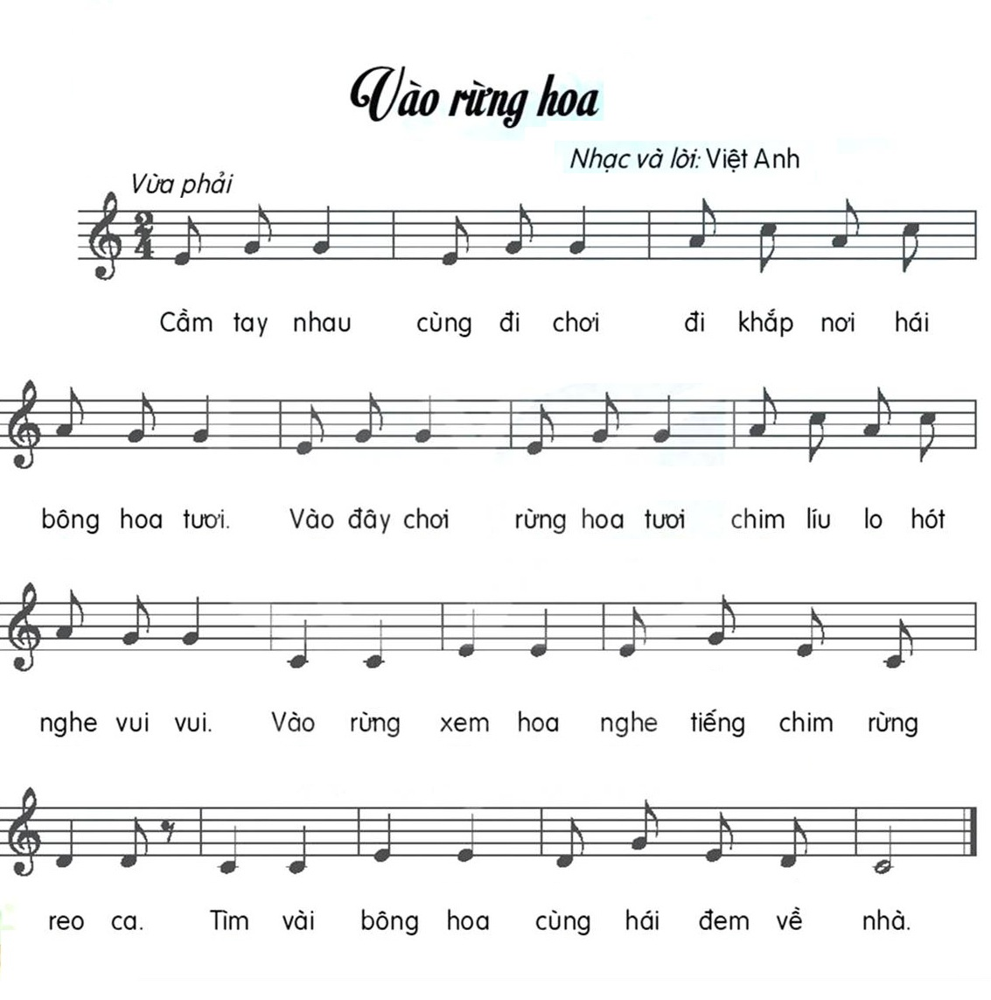 Vào rừng hoa
Nhạc và lời: Việt Anh
Vừa phải
2
4
Cầm tay nhau cùng đi chơi đi khắp nơi hái
bông hoa tươi. Vào đây chơi rừng hoa tươi chim líu lo hót
nghe vui vui. Vào rừng xem hoa nghe tiếng chim rừng
reo ca. Tìm vài bông hoa cùng hái đem về nhà.